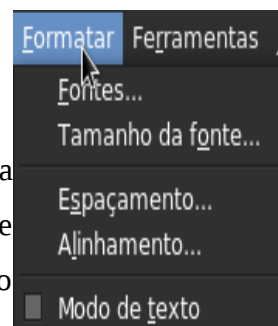 Formatar Ferramentas
Fontes...
Tamanho da fonte...
a
Espaçamento...
e
Alinhamento...
o
Modo de texto